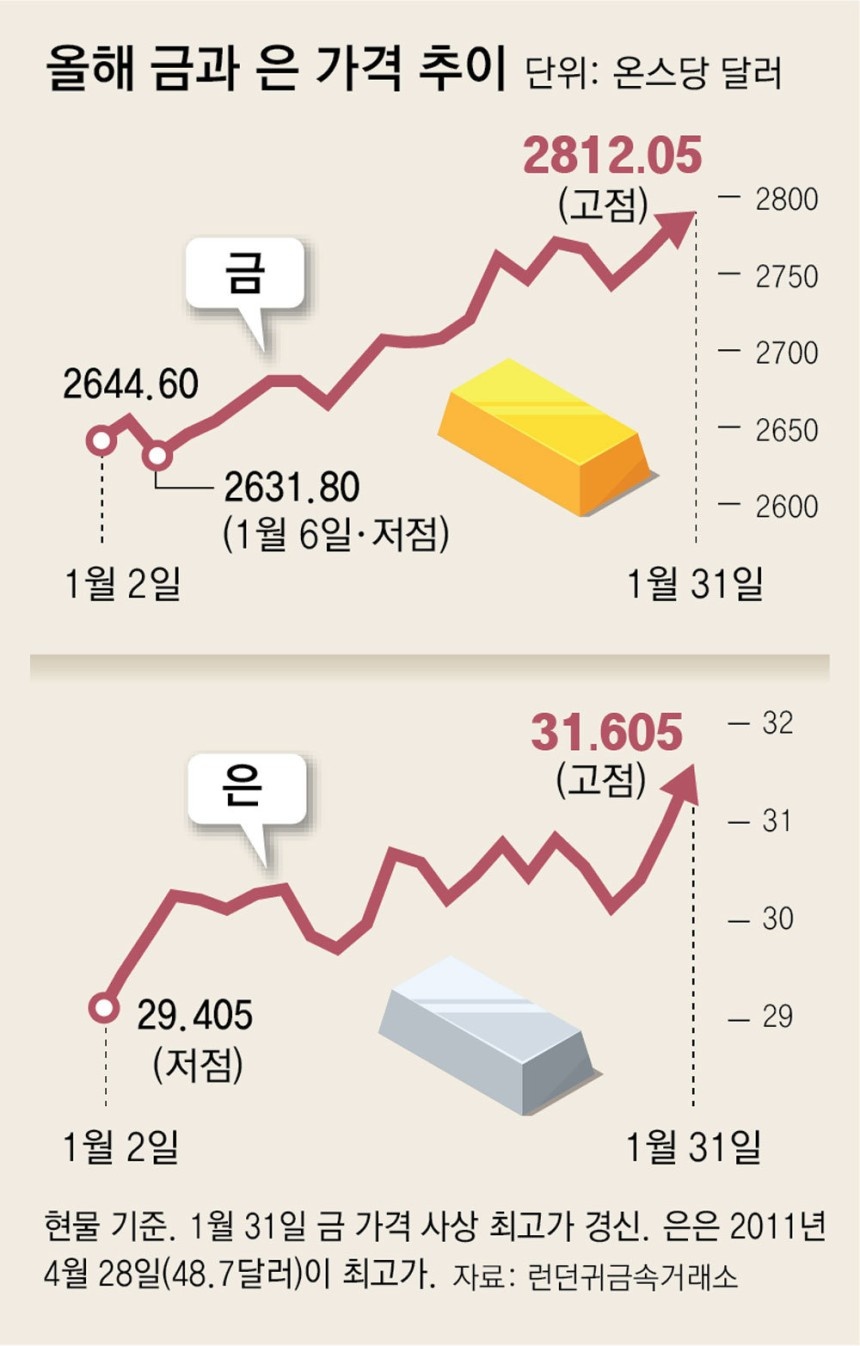 올해 금과 은 가격 추이 단위: 온스당 달러
2812.05
(고점)
2800
금
2750
2700
2644.60
2650
2631.80
2600
(1월 6일·저점)
1월 2일
1월 31일
31.605
32
(고점)
은
31
30
29.405
29
(저점)
1월 2일
1월 31일
현물 기준. 1월 31일 금 가격 사상 최고가 경신. 은은 2011년
4월 28일(48.7달러)이 최고가. 자료: 런던귀금속거래소